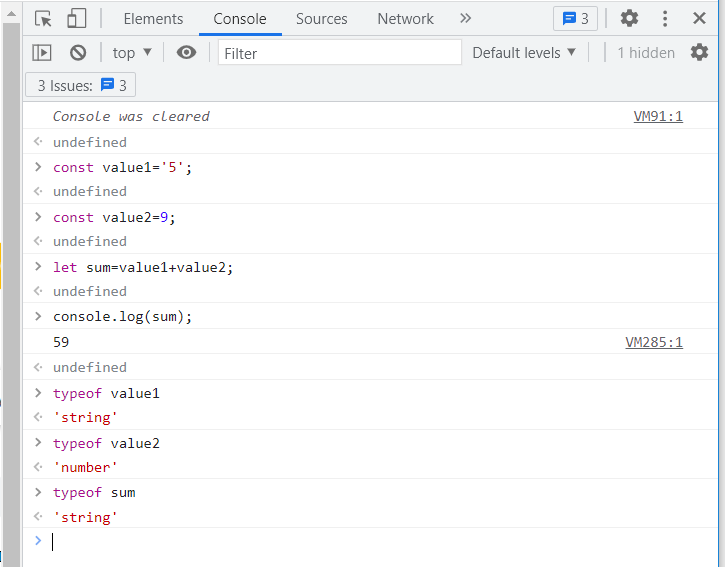 Elements Console Sources Network 3
top Filter Default levels 1 hidden
3 Issues: 3
Console was cleared VM91:1
undefined
const value1='5';
undefined
const value2=9;
undefined
let sum=value1+value2;
undefined
console.log(sum);
59 VM285:1
undefined
typeof value1
'string'
typeof value2
'number'
typeof sum
'string'